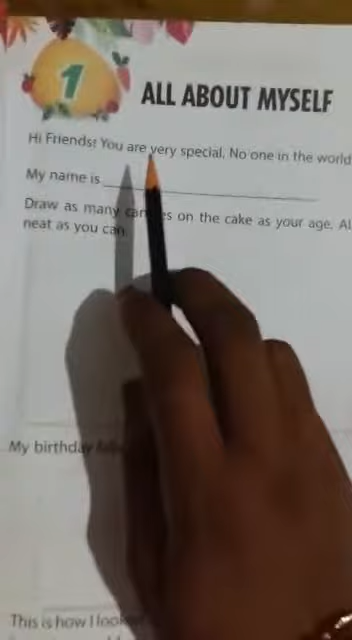 1
ALL ABOUT MYSELF
Hi Friends! You are very special. No one in the world
My name is
Draw as many can es on the cake as your age. Al
neat as you can
My birthday
This is how I look